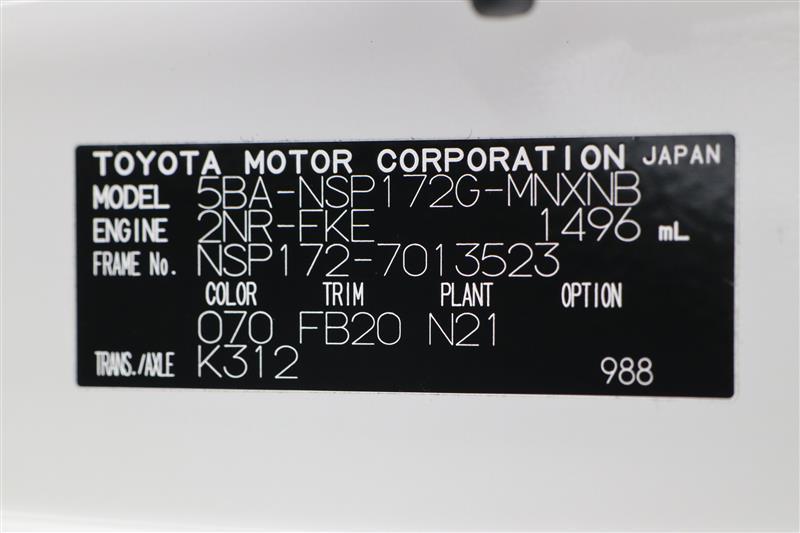 TOYOTA MOTOR CORPORATION JAPAN
MODEL 5BA-NSP172G-MNXNB
ENGINE 2NR-FKE 1496 mL
FRAME No. NSP172-7013523
COLOR TRIM PLANT OPTION
070 FB20 N21
TRANS./AXLE K312 988